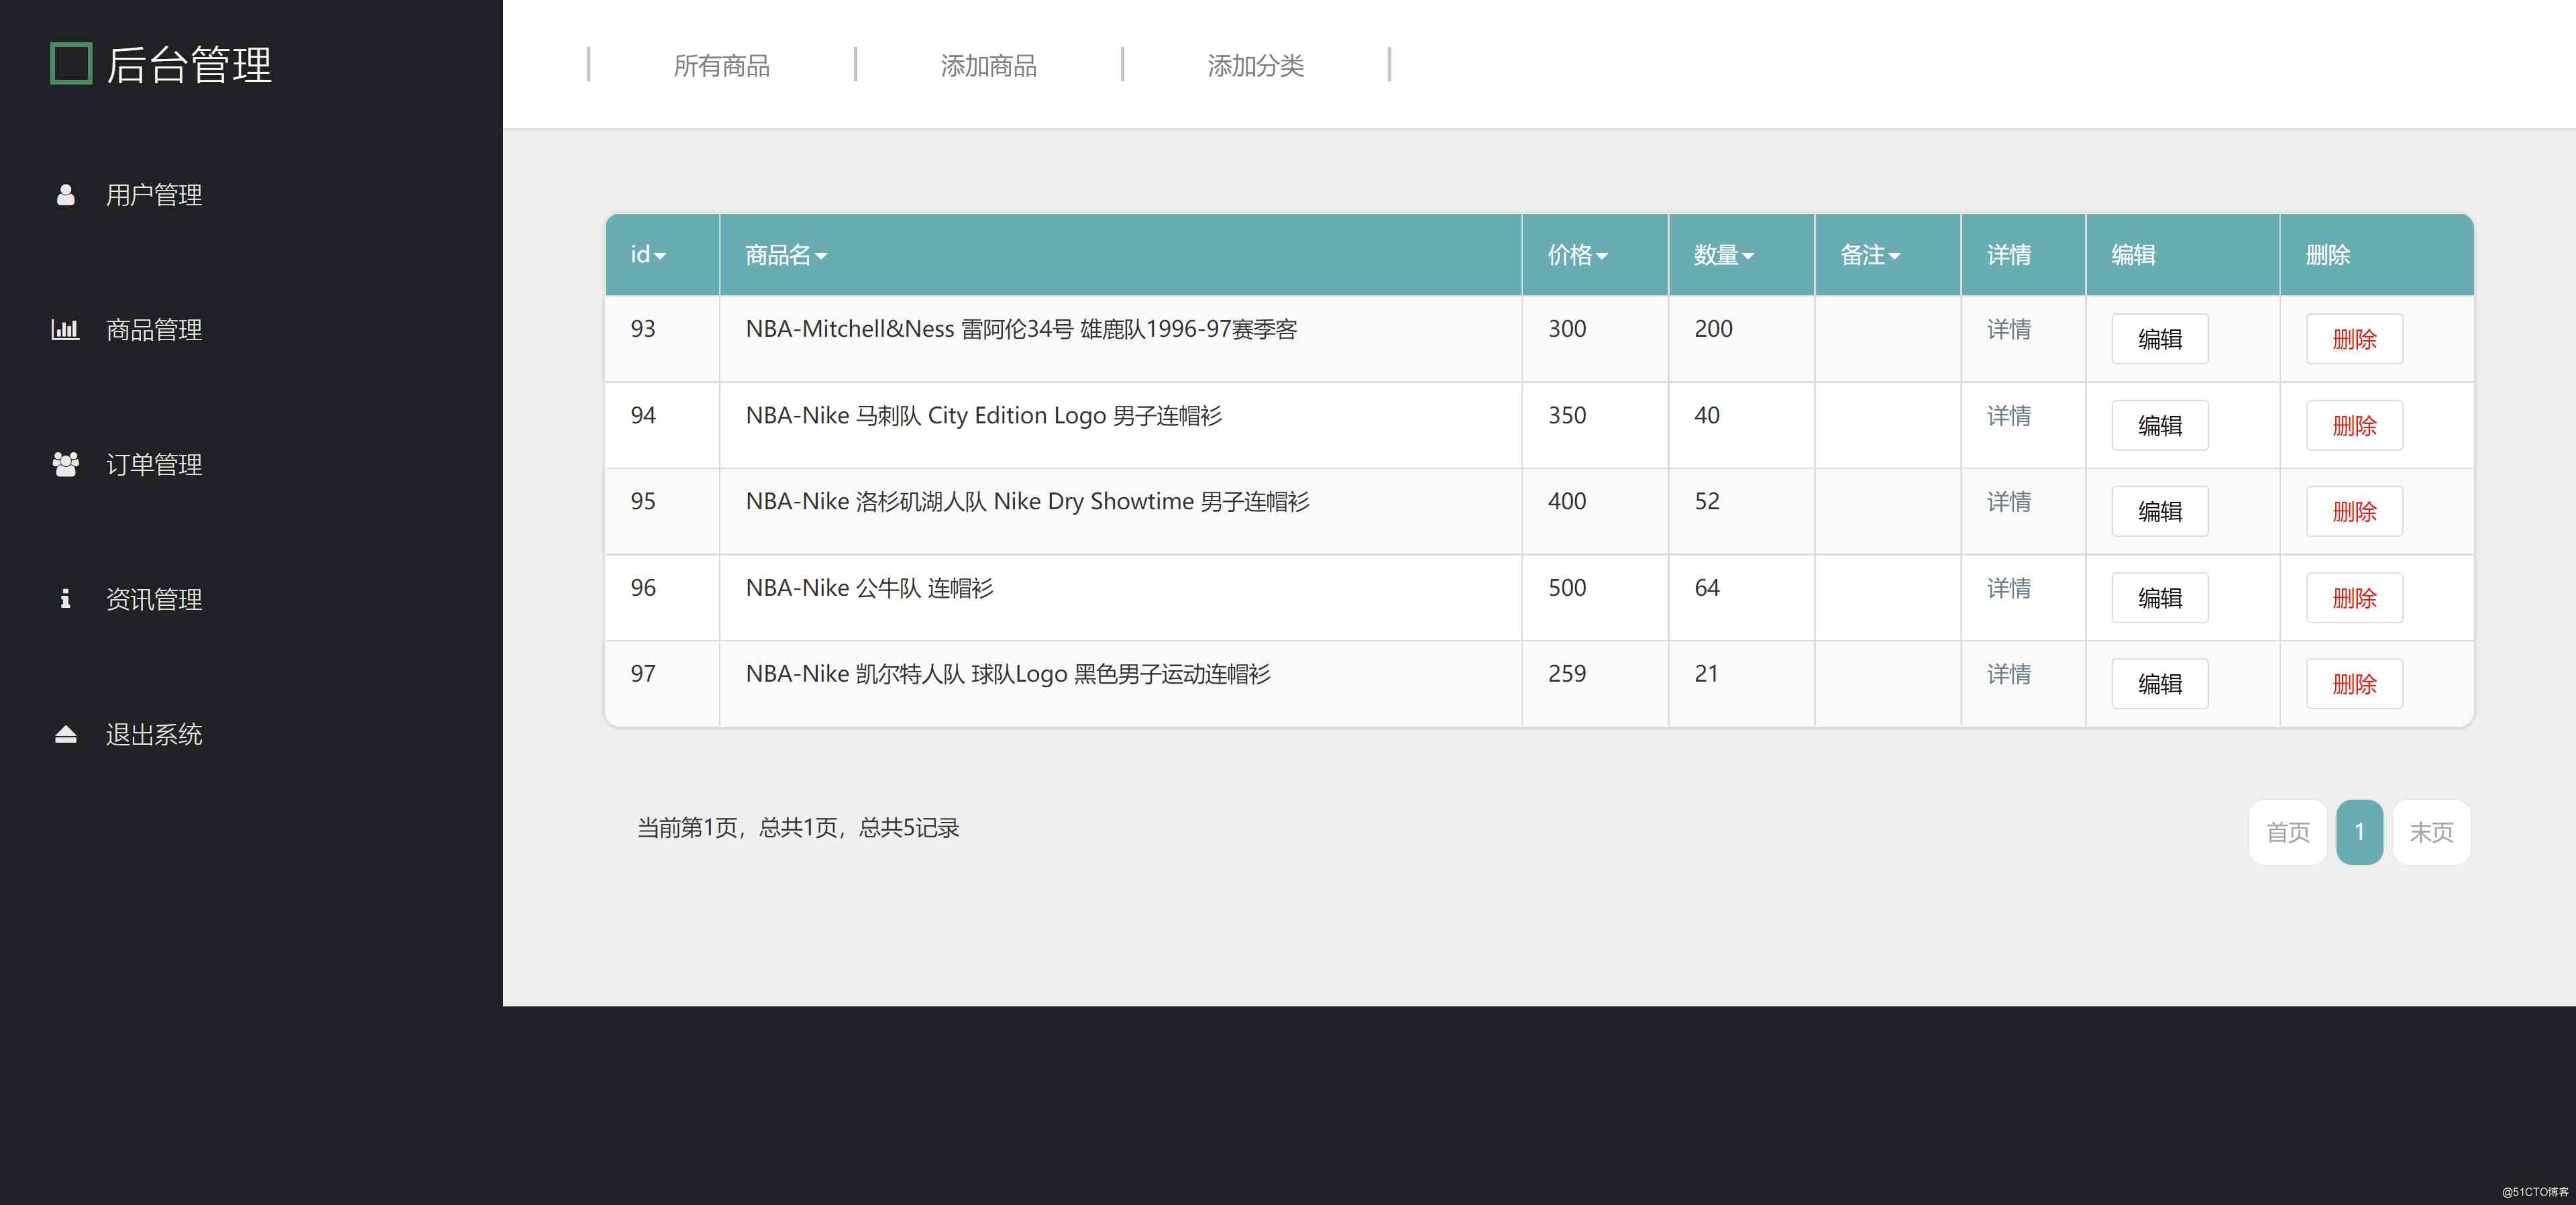 后台管理
用户管理
商品管理
订单管理
资讯管理
退出系统
所有商品 添加商品 添加分类
id 商品名 价格 数量 备注 详情 编辑 删除
93 NBA-Mitchell&Ness 雷阿伦34号 雄鹿队1996-97赛季客 300 200 详情 编辑 删除
94 NBA-Nike 马刺队 City Edition Logo 男子连帽衫 350 40 详情 编辑 删除
95 NBA-Nike 洛杉矶湖人队 Nike Dry Showtime 男子连帽衫 400 52 详情 编辑 删除
96 NBA-Nike 公牛队 连帽衫 500 64 详情 编辑 删除
97 NBA-Nike 凯尔特人队 球队Logo 黑色男子运动连帽衫 259 21 详情 编辑 删除
当前第1页，总共1页，总共5记录 首页 1 末页
@51CTO博客